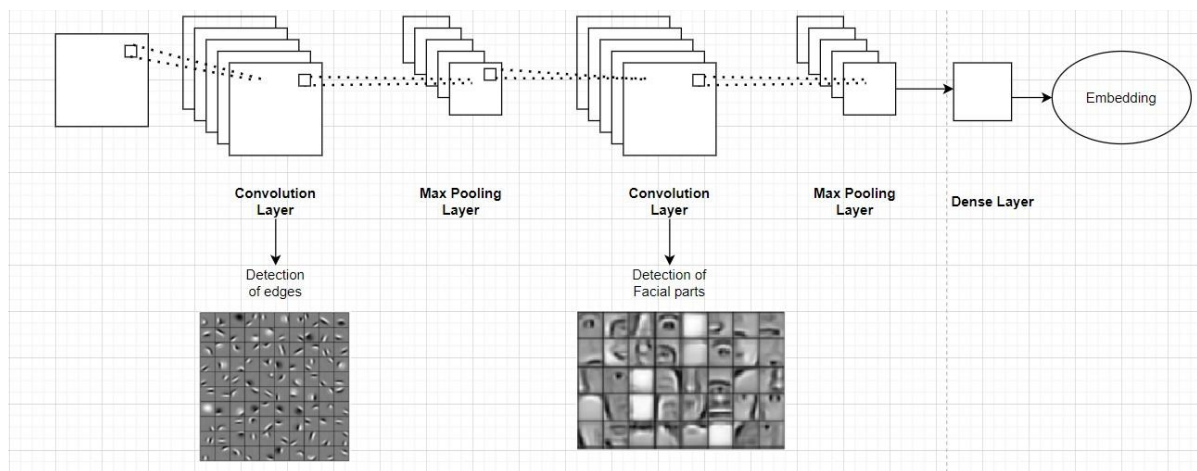 Embedding
Convolution
Layer
Max Pooling
Layer
Convolution
Layer
Max Pooling
Layer
Dense Layer
Detection
of edges
Detection of
Facial parts